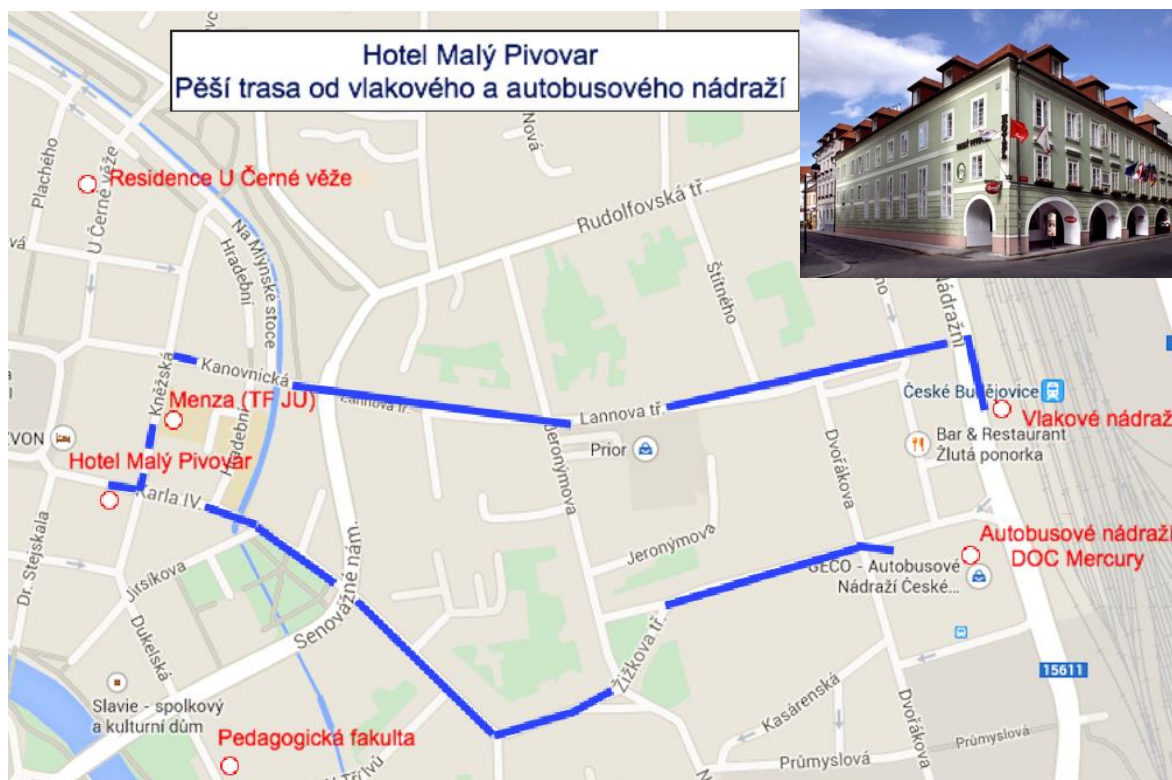 Hotel Malý Pivovar
Pěší trasa od vlakového a autobusového nádraží
Nová
Plachého
U Černé věže
Residence U Černé věže
Na Mlýnské stoce
Hradební
Rudolfovská tř.
Štítného
Nádražní
Kanovnická
Kněžská
Lannova tř.
Lannova tř.
České Budějovice
Vlakové nádraží
Menza (TF JU)
Hradební
Jeronýmova
Prior
Dvořákova
Bar & Restaurant
Žlutá ponorka
Hotel Malý Pivovar
Karla IV.
Dr. Stejskala
Jirsíkova
Senovážné nám.
Jeronýmova
Autobusové nádraží
DOC Mercury
GECO - Autobusové
Nádraží České...
Dukelská
Žižkova tř.
15611
Slavie - spolkový
a kulturní dům
Kasárenská
Dvořákova
Pedagogická fakulta
Průmyslová
Průmyslová